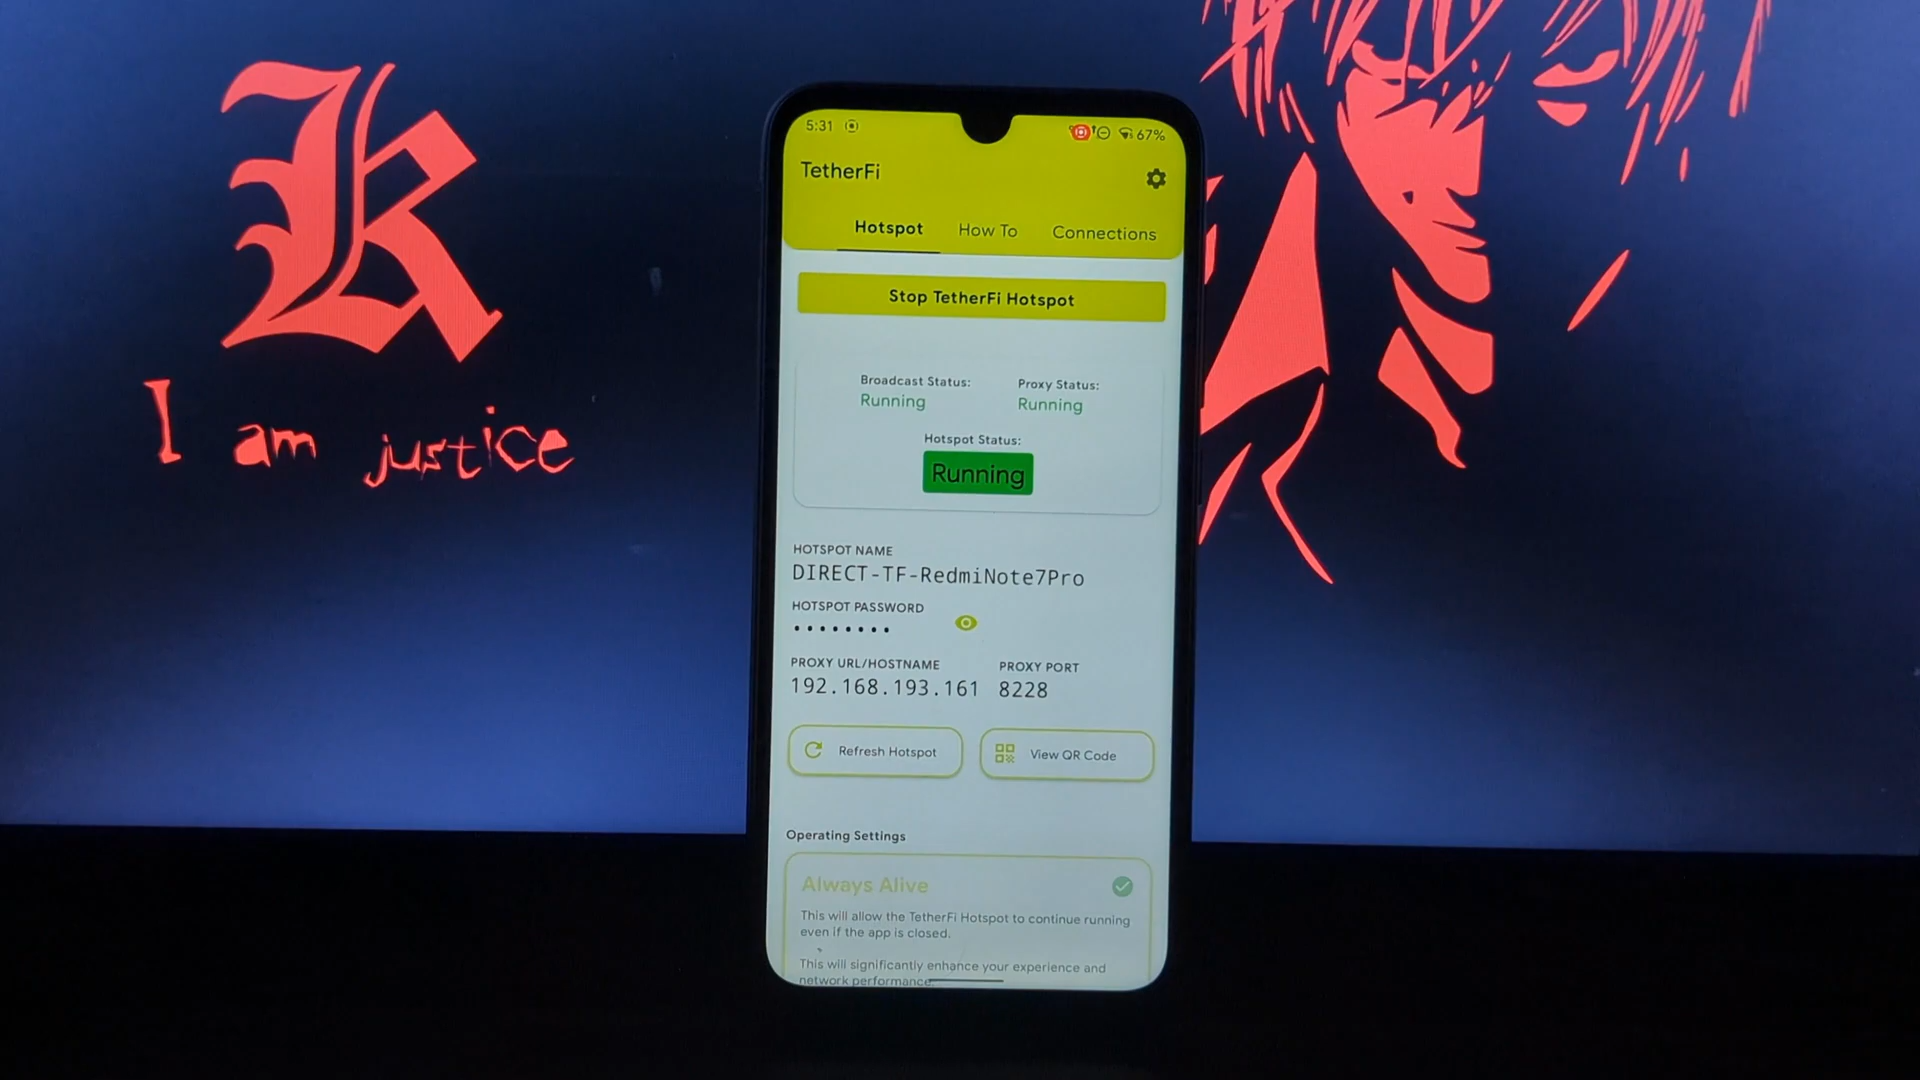 K
I am justice
5:31
67%
TetherFi
Hotspot
How To
Connections
Stop TetherFi Hotspot
Broadcast Status:
Running
Proxy Status:
Running
Hotspot Status:
Running
HOTSPOT NAME
DIRECT-TF-RedmiNote7Pro
HOTSPOT PASSWORD
••••••••
PROXY URL/HOSTNAME
192.168.193.161
PROXY PORT
8228
Refresh Hotspot
View QR Code
Operating Settings
Always Alive
This will allow the TetherFi Hotspot to continue running
even if the app is closed.
This will significantly enhance your experience and
network performance.